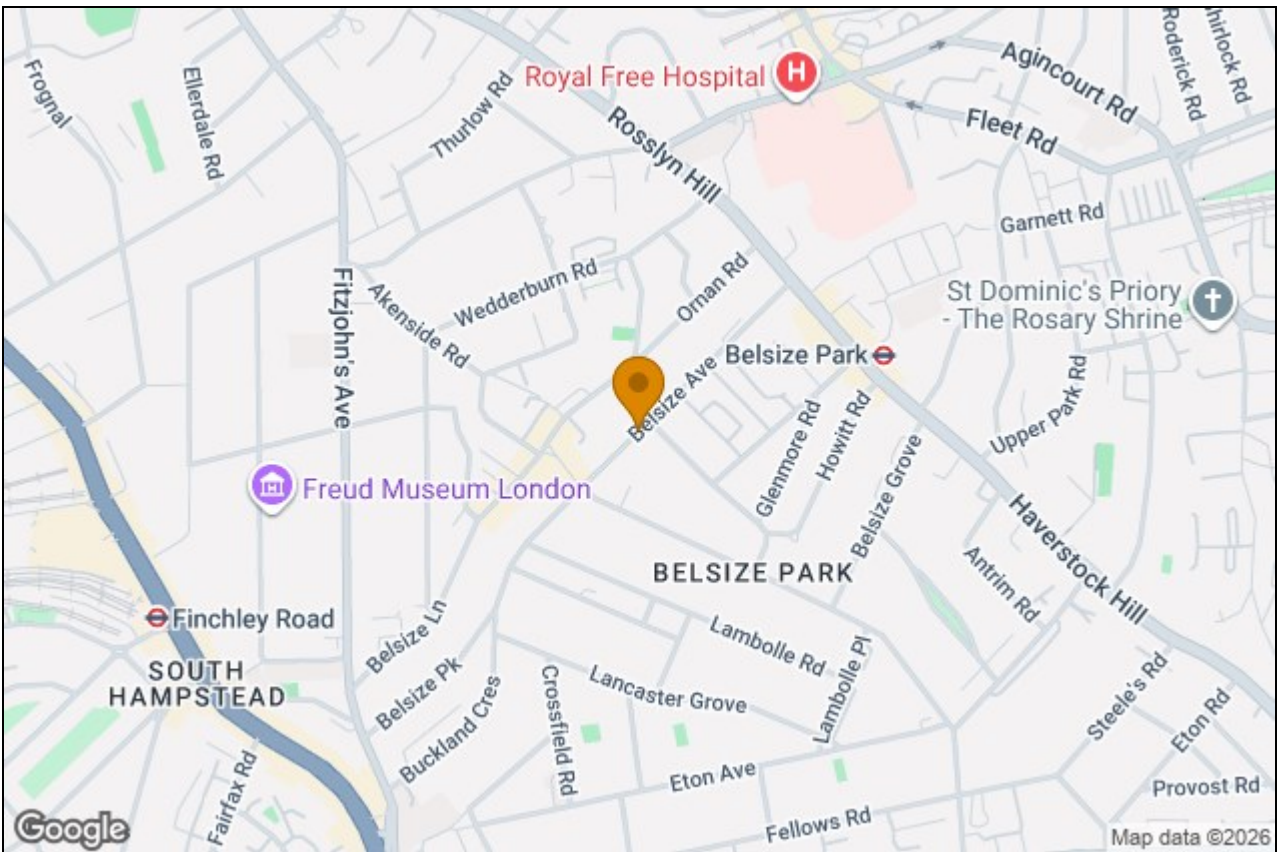 Frognal
Ellerdale Rd
Thurlow Rd
Royal Free Hospital
H
Rosslyn Hill
Agincourt Rd
Fleet Rd
Roderick Rd
hirlock Rd
Garnett Rd
Fitzjohn's Ave
Akenside Rd
Wedderburn Rd
Ornan Rd
St Dominic's Priory
- The Rosary Shrine
Belsize Park
Belsize Ave
Upper Park Rd
Glenmore Rd
Howitt Rd
Belsize Grove
Freud Museum London
Haverstock Hill
BELSIZE PARK
Antrim Rd
Finchley Road
Belsize Ln
Lambolle Rd
Lambolle Pl
SOUTH
HAMPSTEAD
Belsize Pk
Buckland Cres
Crossfield Rd
Lancaster Grove
Steele's Rd
Eton Rd
Eton Ave
Provost Rd
Fairfax Rd
Fellows Rd
Google
Map data ©2026